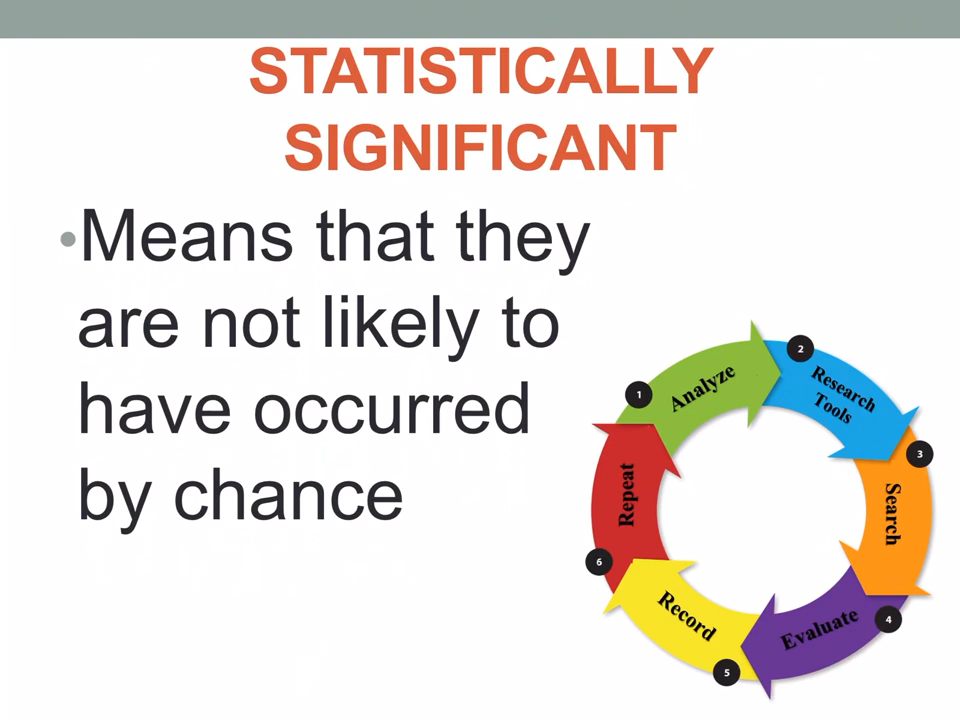 STATISTICALLY
SIGNIFICANT
•Means that they
are not likely to
have occurred
by chance
1
Analyze
2
Research
Tools
3
Search
4
Evaluate
5
Record
6
Repeat